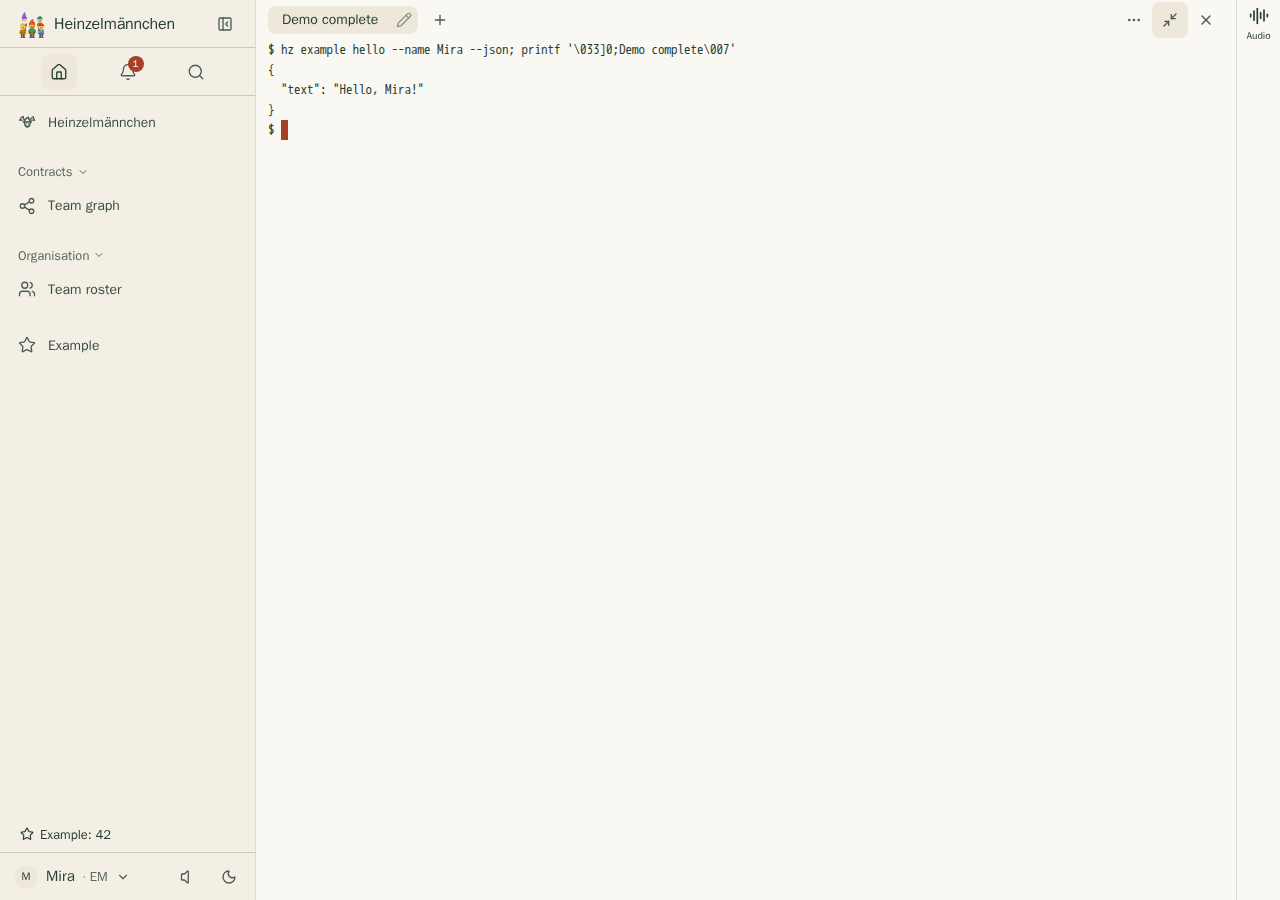 Heinzelmännchen
1
Heinzelmännchen
Contracts
Team graph
Organisation
Team roster
Example
Example: 42
M Mira · EM
Demo complete
$ hz example hello --name Mira --json; printf '\033]0;Demo complete\007'
{
  "text": "Hello, Mira!"
}
$
Audio